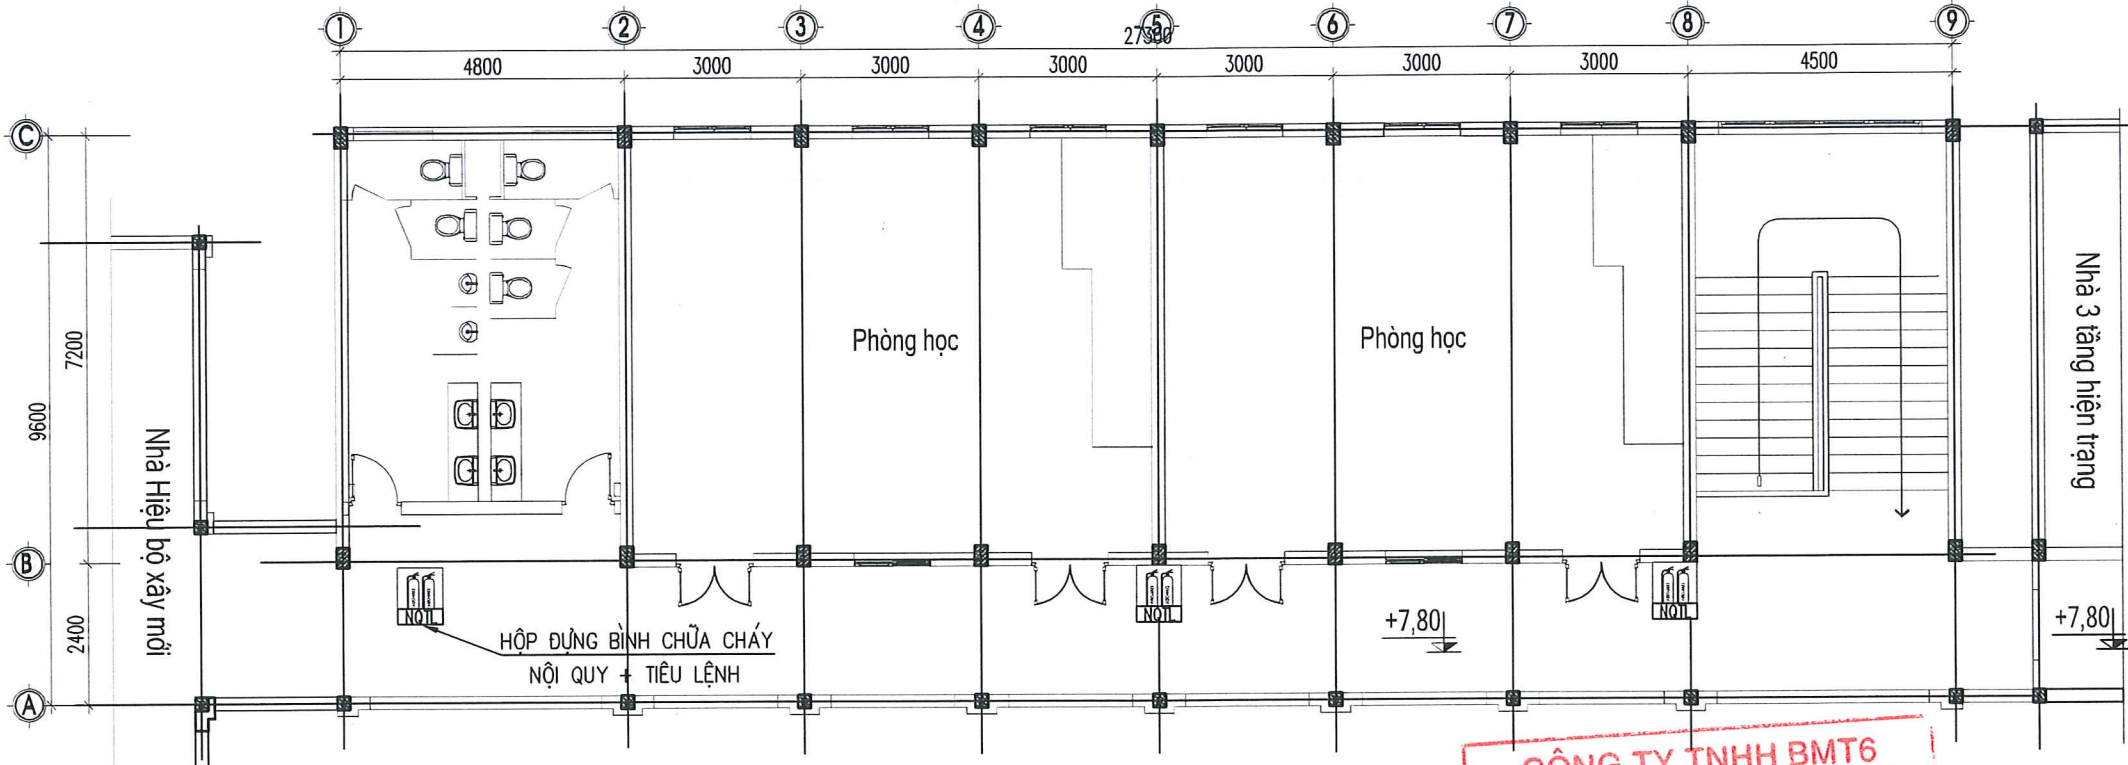 1 2 3 4 5 6 7 8 9
27300
4800 3000 3000 3000 3000 3000 3000 4500
C
B
A
9600
7200
2400
Nhà Hiệu bộ xây mới
Phòng học
Phòng học
Nhà 3 tầng hiện trạng
NQTL
NQTL
NQTL
HỘP ĐỰNG BÌNH CHỮA CHÁY
NỘI QUY + TIÊU LỆNH
+7,80
+7,80
CÔNG TY TNHH BMT6